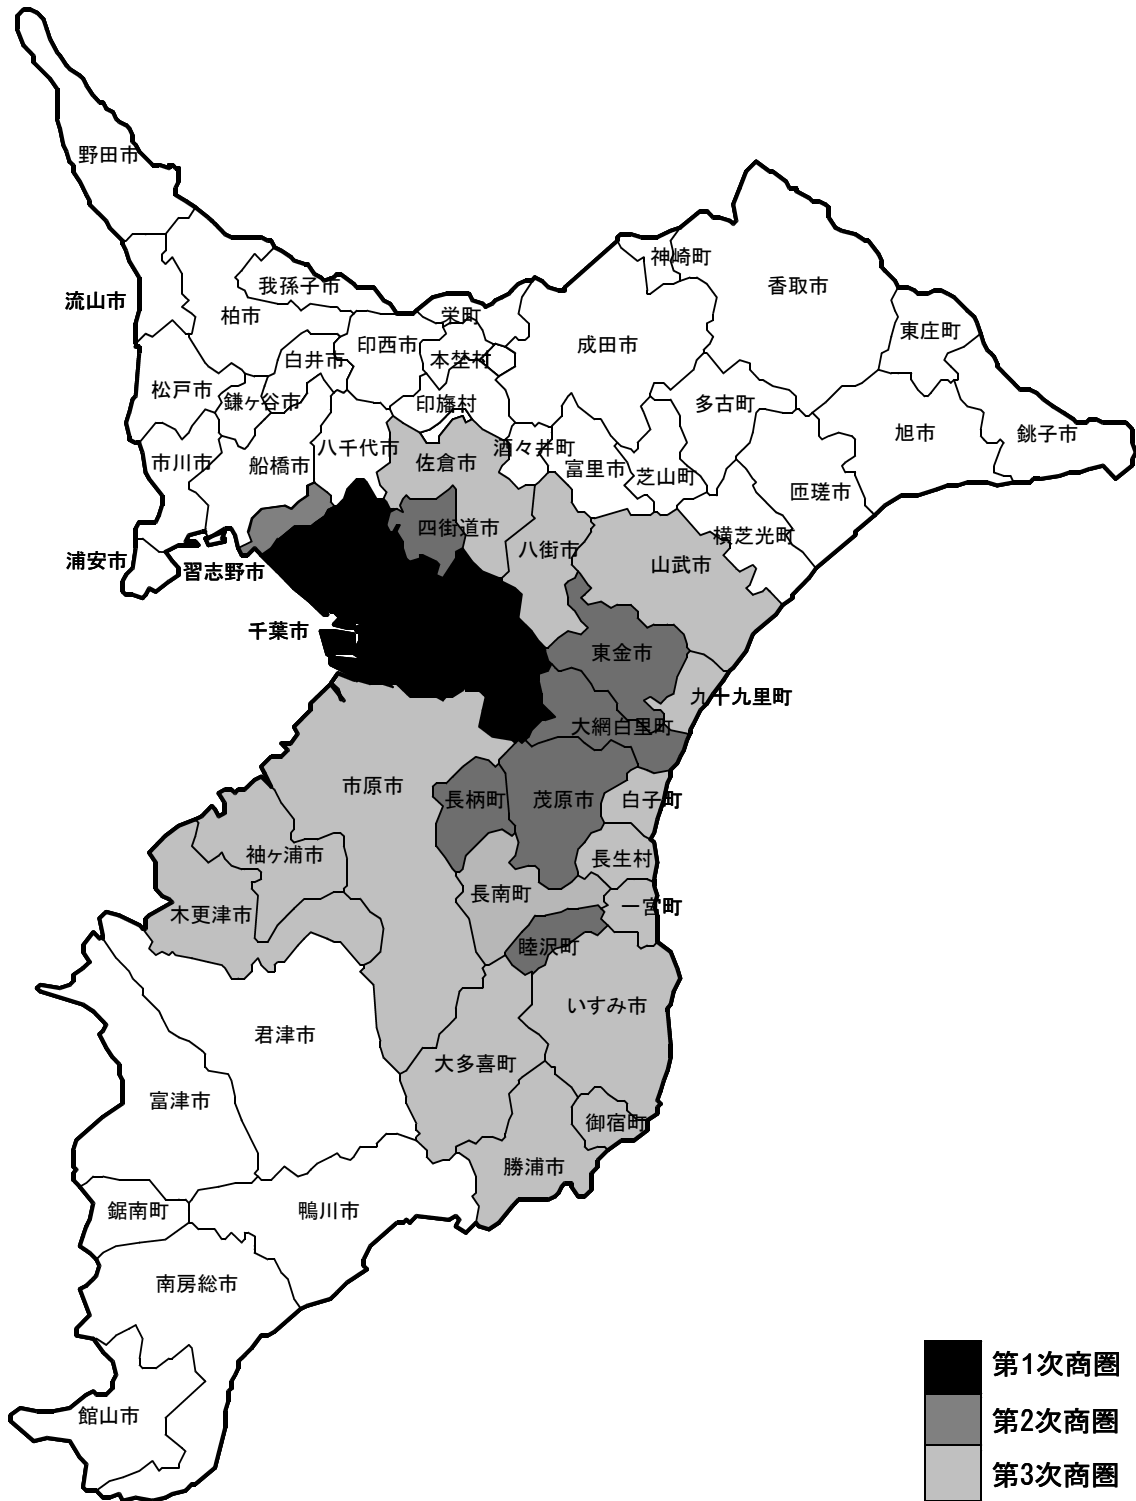 野田市
流山市
柏市
我孫子市
松戸市
鎌ヶ谷市
白井市
印西市
栄町
本埜村
印旛村
成田市
神崎町
香取市
東庄町
銚子市
旭市
多古町
匝瑳市
横芝光町
芝山町
富里市
酒々井町
佐倉市
八千代市
船橋市
市川市
浦安市
習志野市
千葉市
四街道市
八街市
山武市
東金市
九十九里町
大網白里町
白子町
茂原市
長柄町
市原市
袖ヶ浦市
木更津市
長生村
長南町
一宮町
睦沢町
いすみ市
君津市
大多喜町
富津市
御宿町
勝浦市
鋸南町
鴨川市
南房総市
館山市
第1次商圏
第2次商圏
第3次商圏